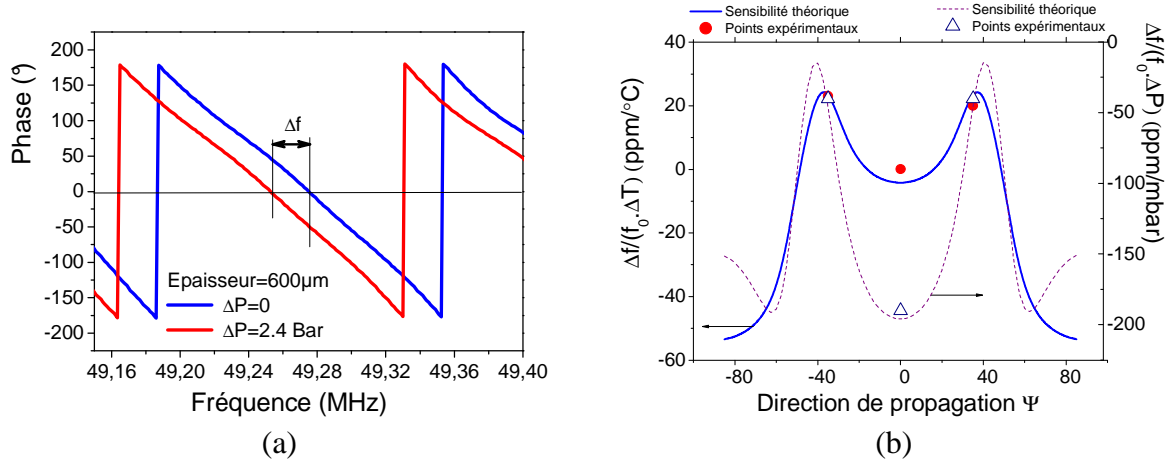 Phase (°)
200
150
100
50
0
-50
-100
-150
-200
Δf
Epaisseur=600µm
ΔP=0
ΔP=2.4 Bar
49,16 49,20 49,24 49,28 49,32 49,36 49,40
Fréquence (MHz)
(a)
Sensibilité théorique
Points expérimentaux
Sensibilité théorique
Points expérimentaux
Δf/(f0.ΔT) (ppm/°C)
40
20
0
-20
-40
-60
0
-50
-100
-150
-200
Δf/(f0.ΔP) (ppm/mbar)
-80 -40 0 40 80
Direction de propagation Ψ
(b)